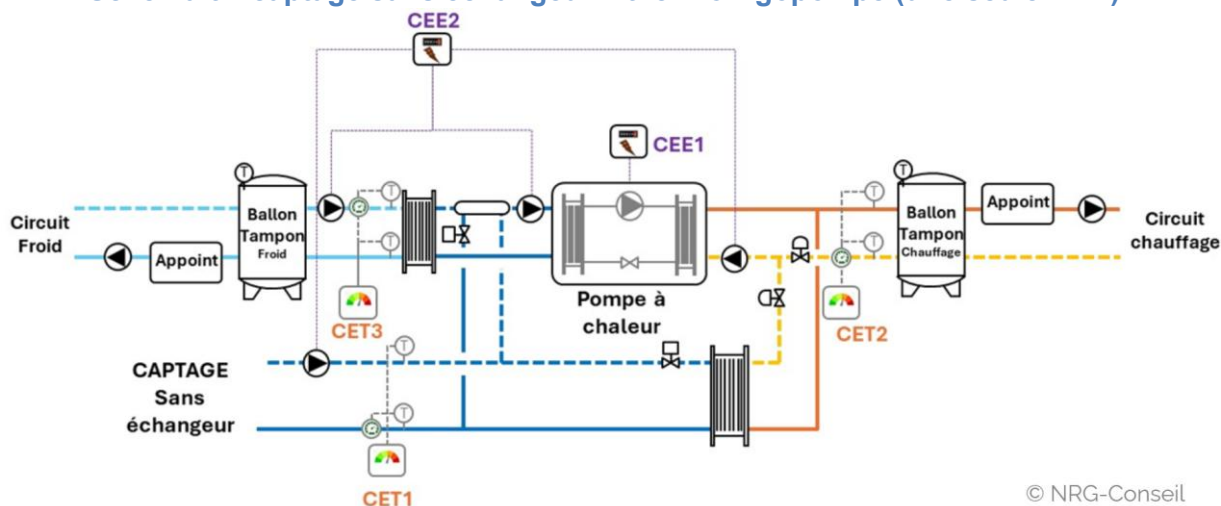 CEE2
CEE1
T
T
T
T
T
T
Circuit
Froid
Ballon
Tampon
Froid
Appoint
Ballon
Tampon
Chauffage
Appoint
Circuit
chauffage
Pompe à
chaleur
CET3
CET2
CAPTAGE
Sans
échangeur
T
T
CET1
© NRG-Conseil